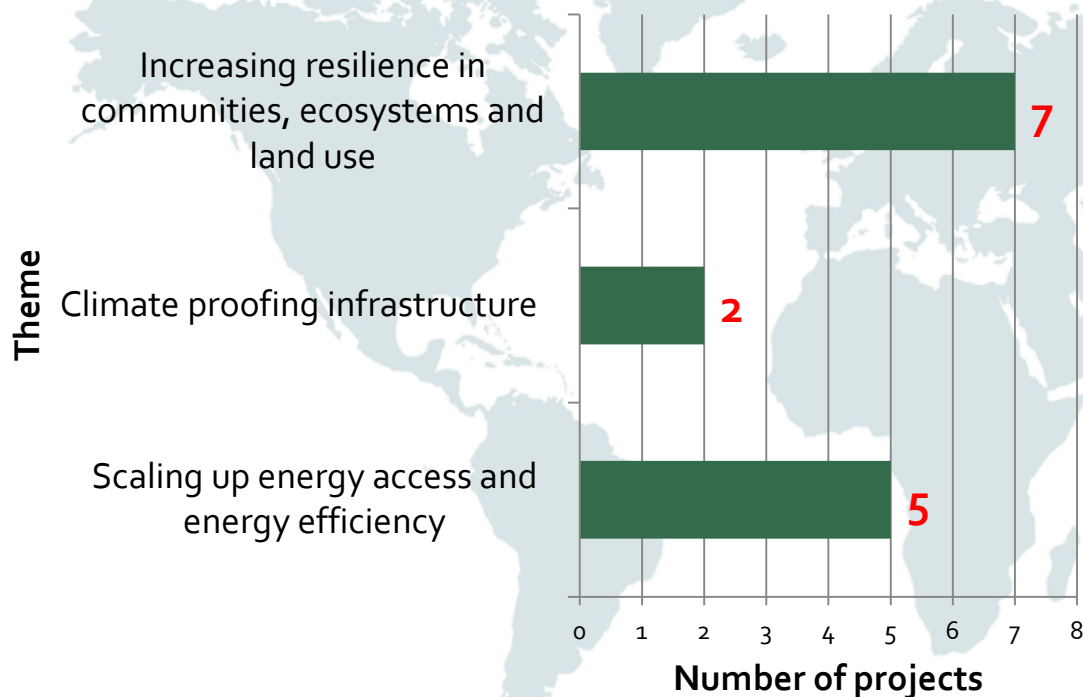 Increasing resilience in
communities, ecosystems and
land use
7
Theme
Climate proofing infrastructure
2
Scaling up energy access and
energy efficiency
5
0 1 2 3 4 5 6 7 8
Number of projects